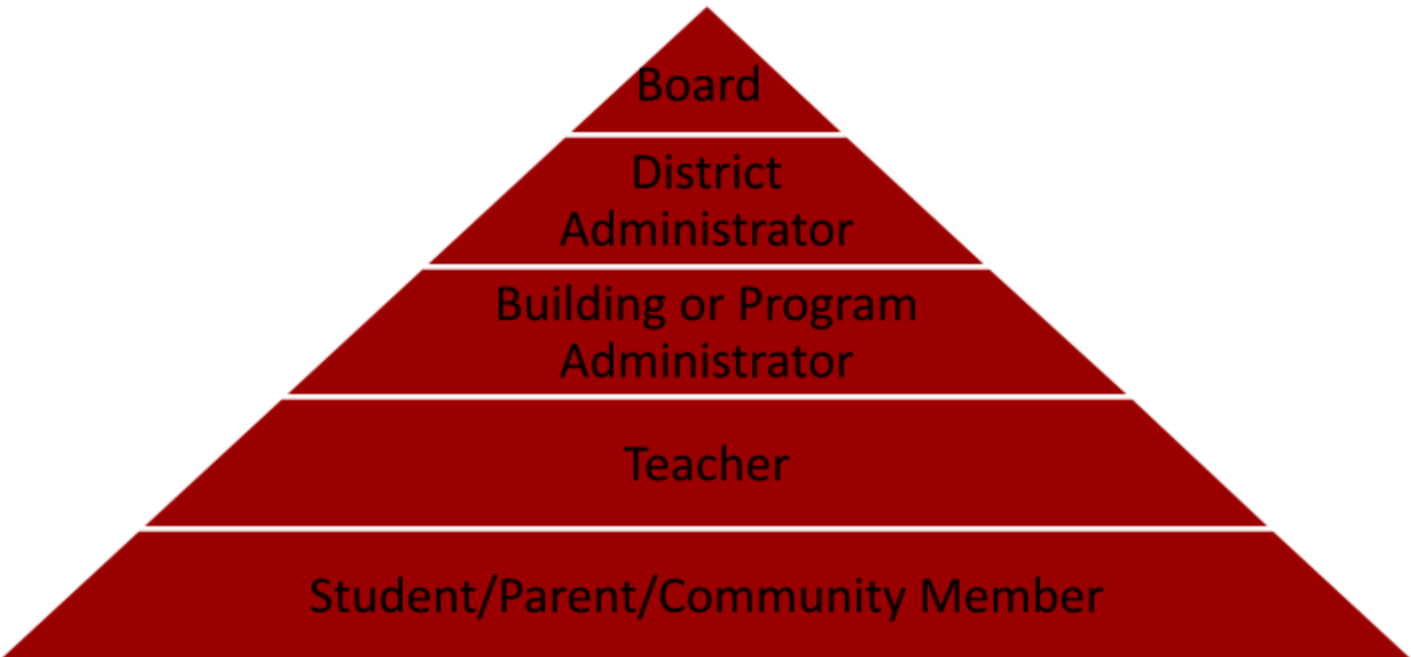 Board
District
Administrator
Building or Program
Administrator
Teacher
Student/Parent/Community Member